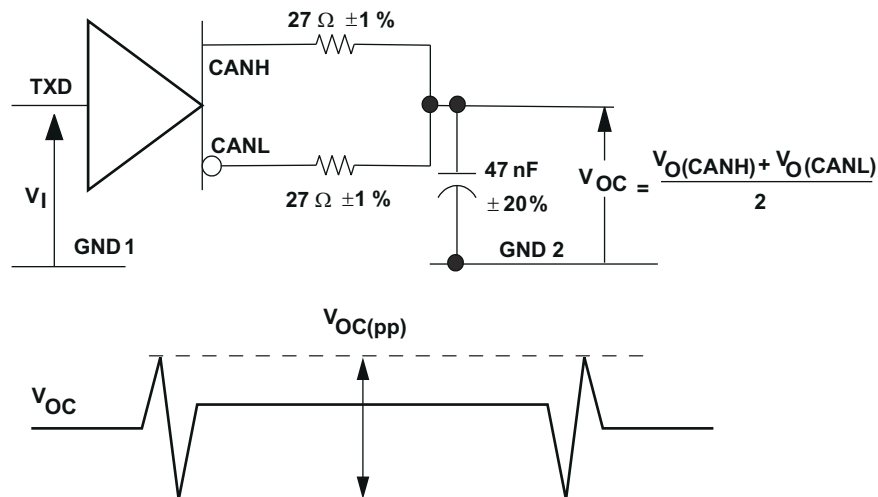 27 Ω ±1 %
CANH
TXD
CANL
47 nF
±20%
V_OC = (V_O(CANH) + V_O(CANL)) / 2
27 Ω ±1 %
V_I
GND 1
GND 2
V_OC(pp)
V_OC